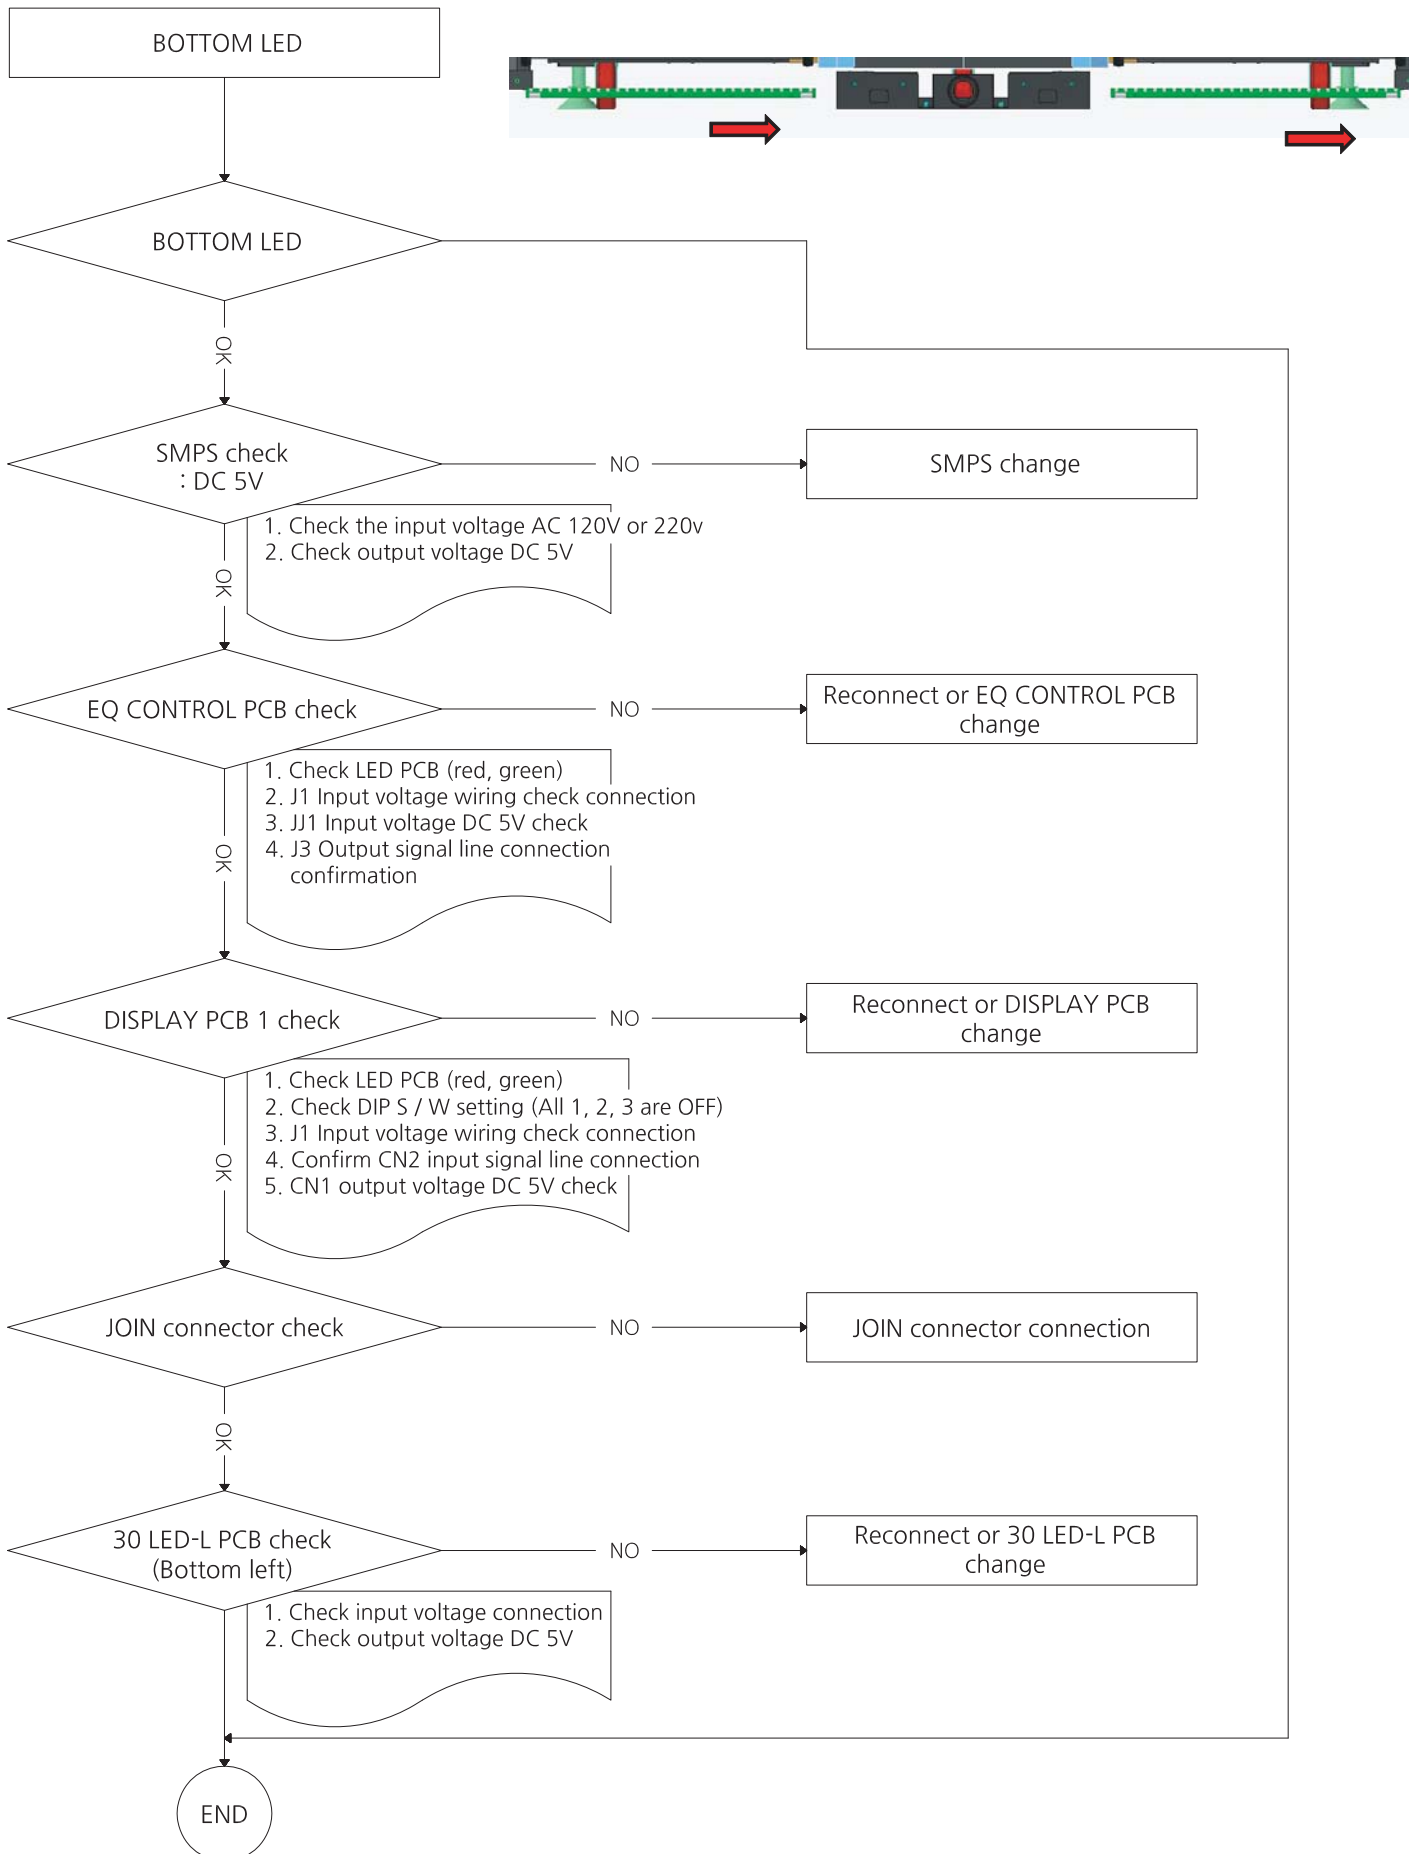 BOTTOM LED
BOTTOM LED
OK
SMPS check
: DC 5V
NO
SMPS change
1. Check the input voltage AC 120V or 220v
2. Check output voltage DC 5V
OK
EQ CONTROL PCB check
NO
Reconnect or EQ CONTROL PCB
change
1. Check LED PCB (red, green)
2. J1 Input voltage wiring check connection
3. JJ1 Input voltage DC 5V check
4. J3 Output signal line connection
confirmation
OK
DISPLAY PCB 1 check
NO
Reconnect or DISPLAY PCB
change
1. Check LED PCB (red, green)
2. Check DIP S / W setting (All 1, 2, 3 are OFF)
3. J1 Input voltage wiring check connection
4. Confirm CN2 input signal line connection
5. CN1 output voltage DC 5V check
OK
JOIN connector check
NO
JOIN connector connection
OK
30 LED-L PCB check
(Bottom left)
NO
Reconnect or 30 LED-L PCB
change
1. Check input voltage connection
2. Check output voltage DC 5V
END